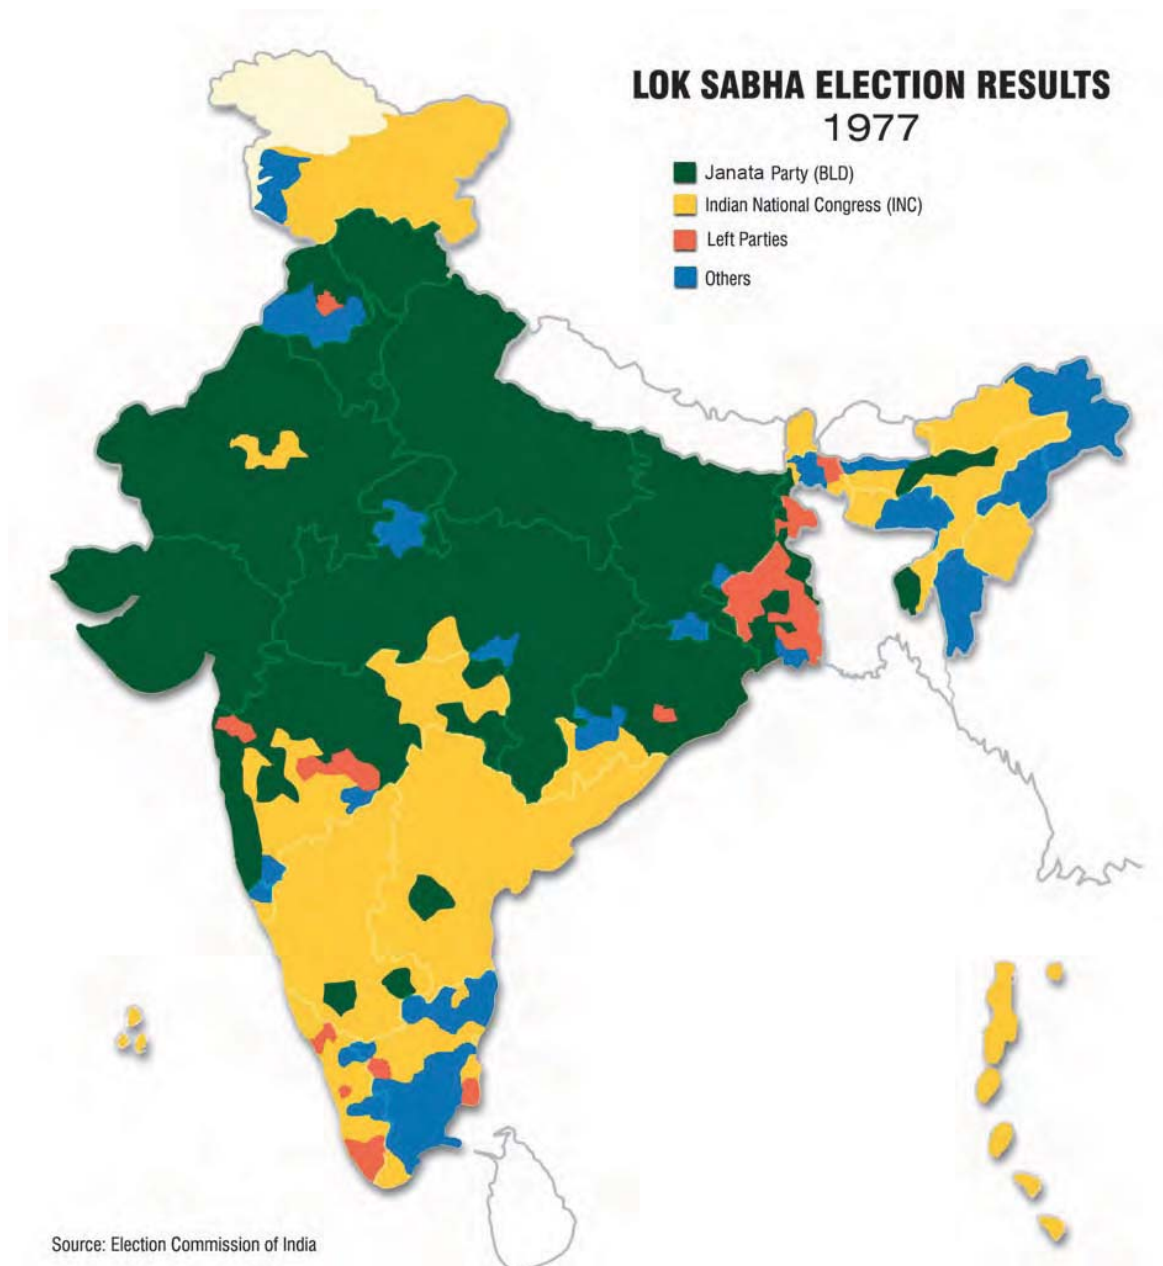 LOK SABHA ELECTION RESULTS
1977
Janata Party (BLD)
Indian National Congress (INC)
Left Parties
Others
Source: Election Commission of India